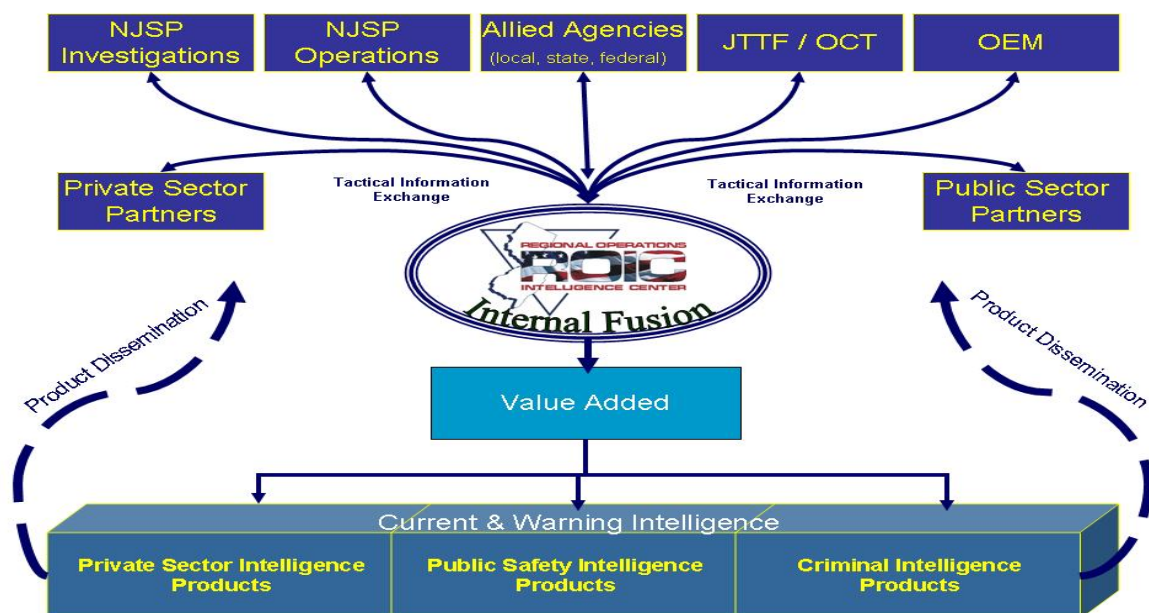 NJSP
Investigations
NJSP
Operations
Allied Agencies
(local, state, federal)
JTTF / OCT
OEM
Private Sector
Partners
Tactical Information
Exchange
Tactical Information
Exchange
Public Sector
Partners
REGIONAL OPERATIONS
ROIC
INTELLIGENCE CENTER
Internal Fusion
Product Dissemination
Product Dissemination
Value Added
Current & Warning Intelligence
Private Sector Intelligence
Products
Public Safety Intelligence
Products
Criminal Intelligence
Products